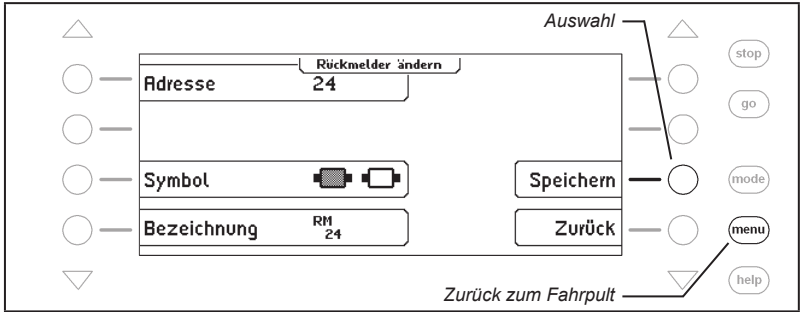 Auswahl
stop
Rückmelder ändern
Adresse 24
go
Symbol
Speichern
mode
Bezeichnung RM 24
Zurück
menu
help
Zurück zum Fahrpult